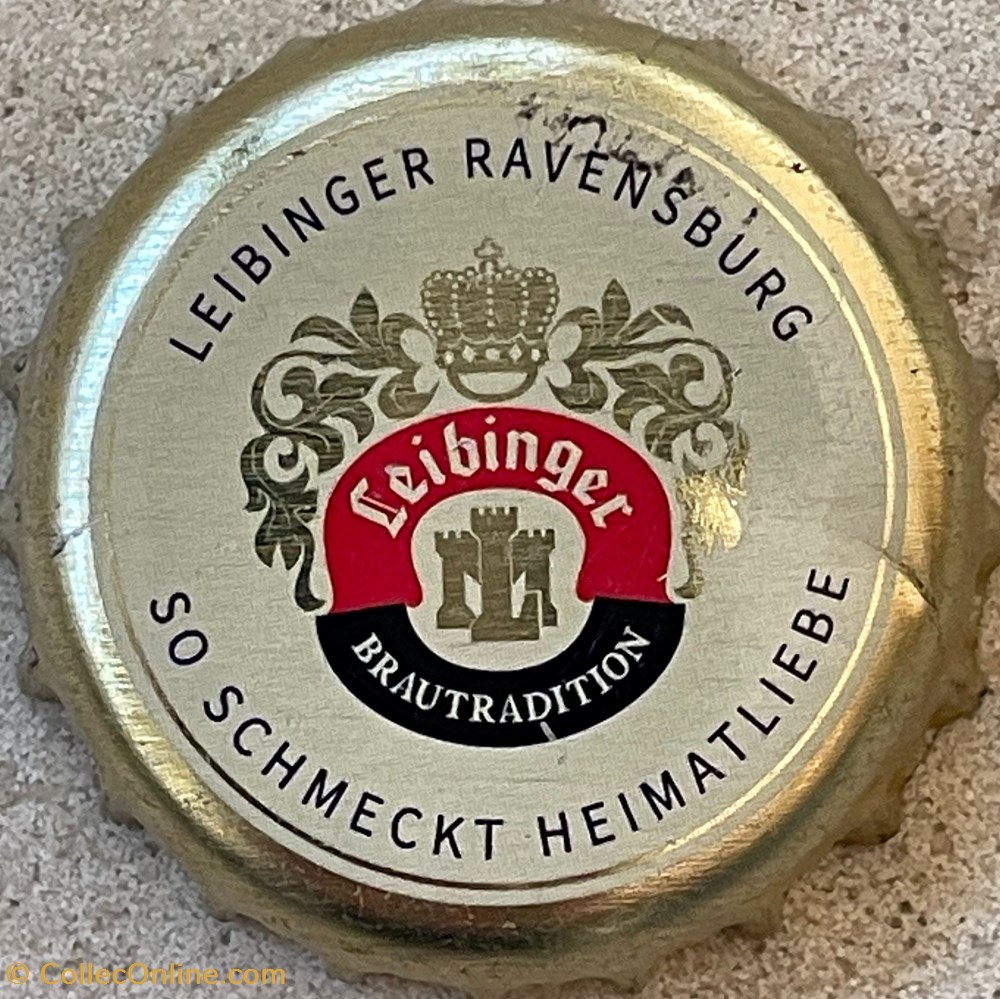 LEIBINGER RAVENSBURG
Leibinger
BRAUTRADITION
SO SCHMECKT HEIMATLIEBE
© CollecOnline.com